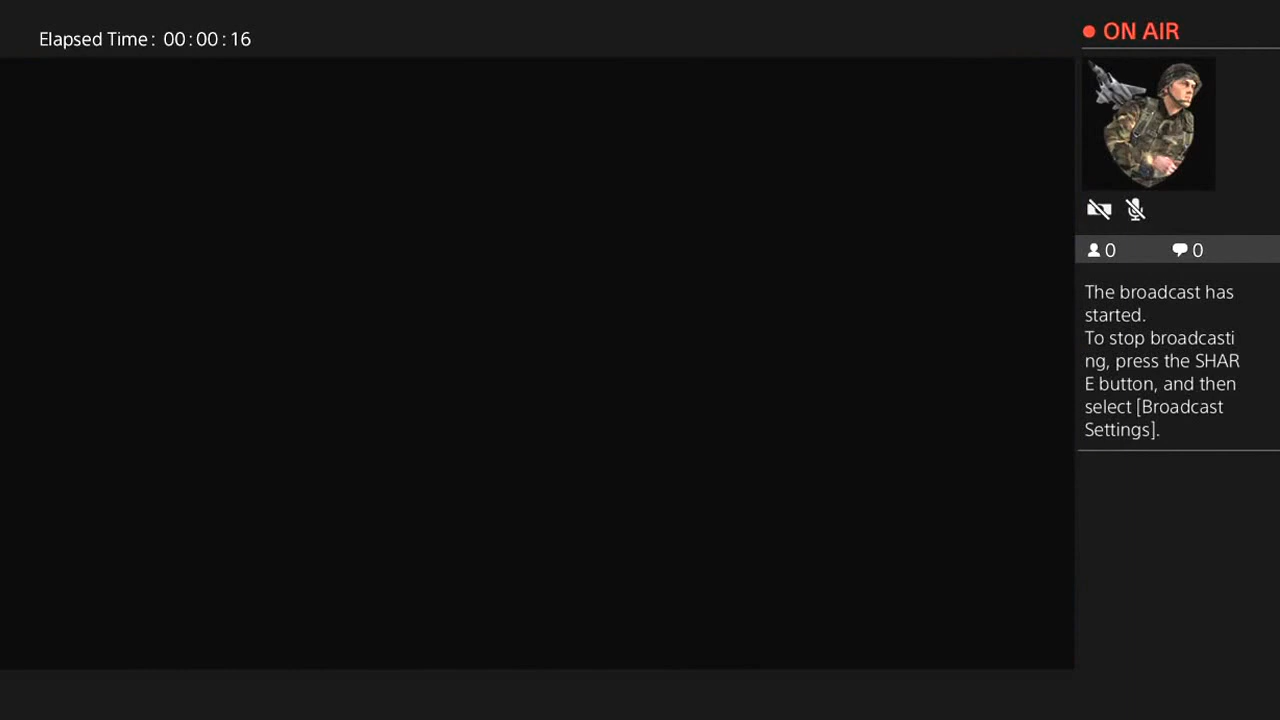 Elapsed Time: 00:00:16
ON AIR
0 0
The broadcast has
started.
To stop broadcasti
ng, press the SHAR
E button, and then
select [Broadcast
Settings].